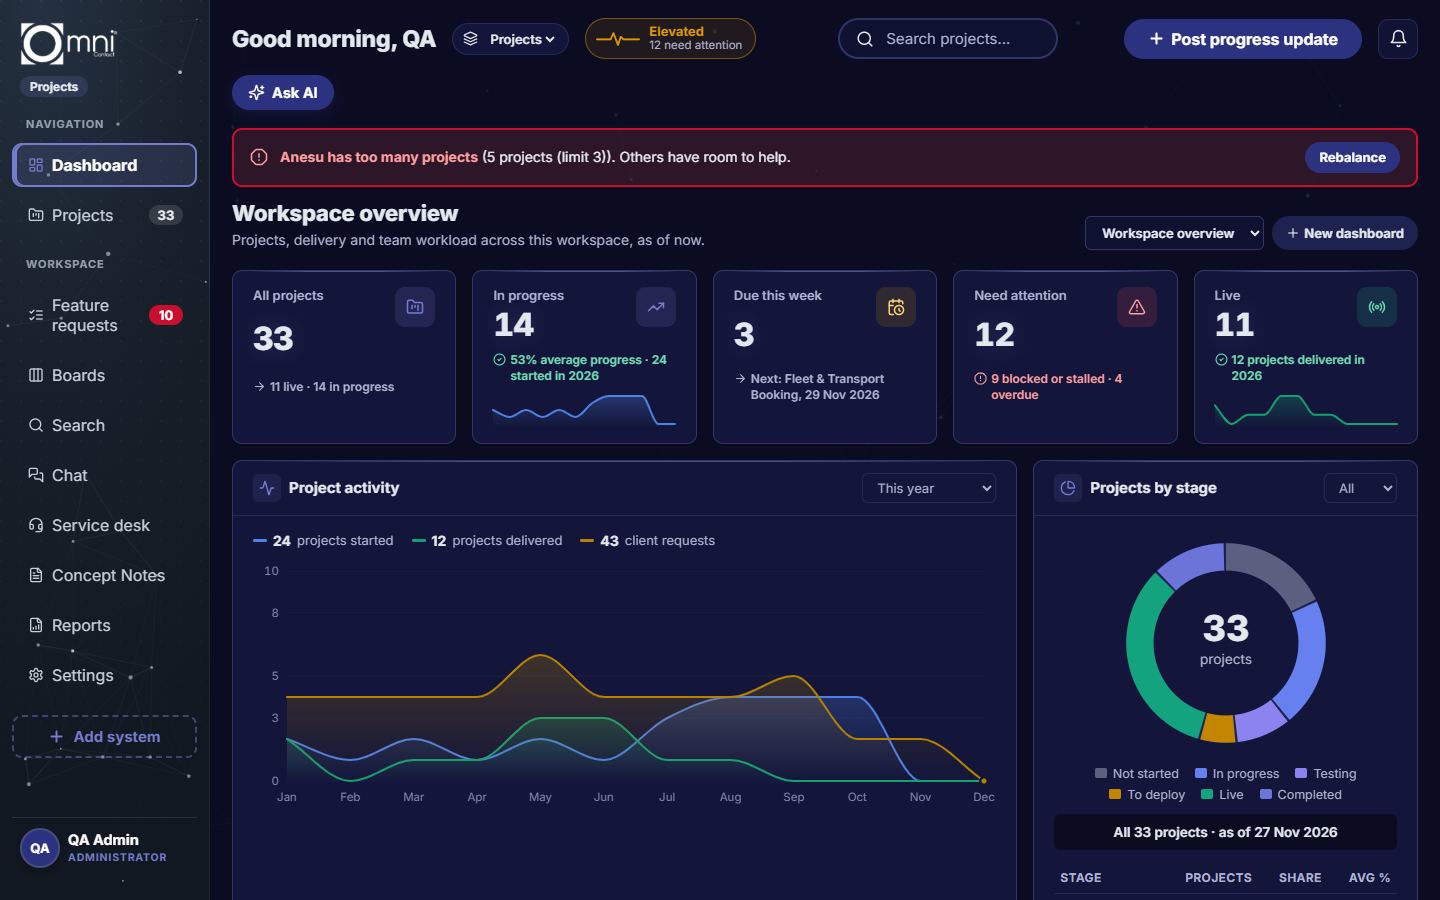 Omni
Contact
Projects
NAVIGATION
Dashboard
Projects 33
WORKSPACE
Feature requests 10
Boards
Search
Chat
Service desk
Concept Notes
Reports
Settings
+ Add system
QA
QA Admin
ADMINISTRATOR
Good morning, QA
Projects
Elevated
12 need attention
Search projects...
+ Post progress update
Ask AI
Anesu has too many projects (5 projects (limit 3)). Others have room to help.
Rebalance
Workspace overview
Projects, delivery and team workload across this workspace, as of now.
Workspace overview
+ New dashboard
All projects
33
→ 11 live · 14 in progress
In progress
14
53% average progress · 24
started in 2026
Due this week
3
→ Next: Fleet & Transport
Booking, 29 Nov 2026
Need attention
12
9 blocked or stalled · 4
overdue
Live
11
12 projects delivered in
2026
Project activity
This year
24 projects started
12 projects delivered
43 client requests
10
8
5
3
0
Jan Feb Mar Apr May Jun Jul Aug Sep Oct Nov Dec
Projects by stage
All
33
projects
Not started In progress Testing
To deploy Live Completed
All 33 projects · as of 27 Nov 2026
STAGE PROJECTS SHARE AVG %